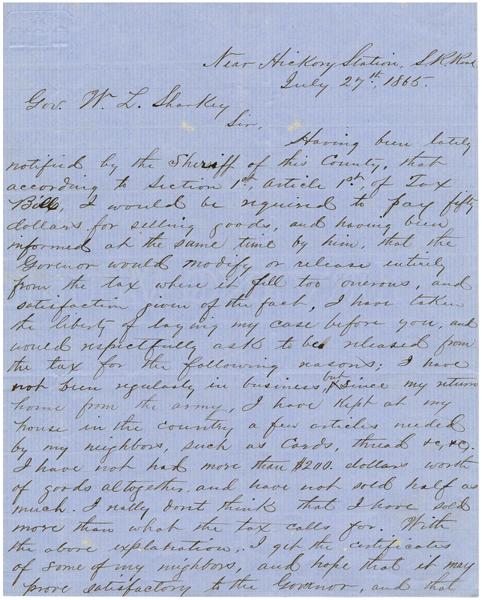 Near Hickory Station, S. R. Road
July 27th, 1865.
Gov. W. L. Sharkey
Sir,
Having been lately
notified by the Sheriff of this County, that
according to Section 1st, Article 1st, of Tax
Bill, I would be required to pay fifty
dollars for selling goods, and having been
informed at the same time by him, that the
Govenor would modify or release entirely
from the tax where it fell too onerous, and
satisfaction given of the fact, I have taken
the liberty of laying my case before you, and
would respectfully ask to be released from
the tax for the following reasons; I have
not been regularly in business, but since my return
home from the army, I have kept at my
house in the country a few articles needed
by my neighbors, such as Cards, thread &c, &c,
I have not had more than $200. dollars worth
of goods altogether, and have not sold half as
much. I really don't think that I have sold
more than what the tax calls for. With
the above explanation, I get the certificates
of some of my neighbors, and hope that it may
prove satisfactory to the Govenor, and that